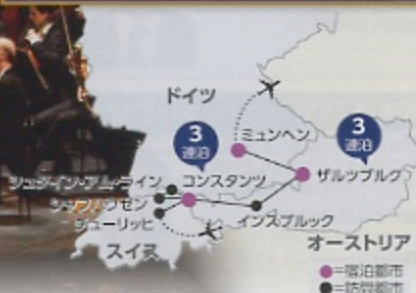 ドイツ
3
連泊
ミュンヘン
3
連泊
シュタイン・アム・ライン
コンスタンツ
ザルツブルク
シャフハウゼン
チューリッヒ
インスブルック
スイス
オーストリア
●=宿泊都市
●=訪問都市